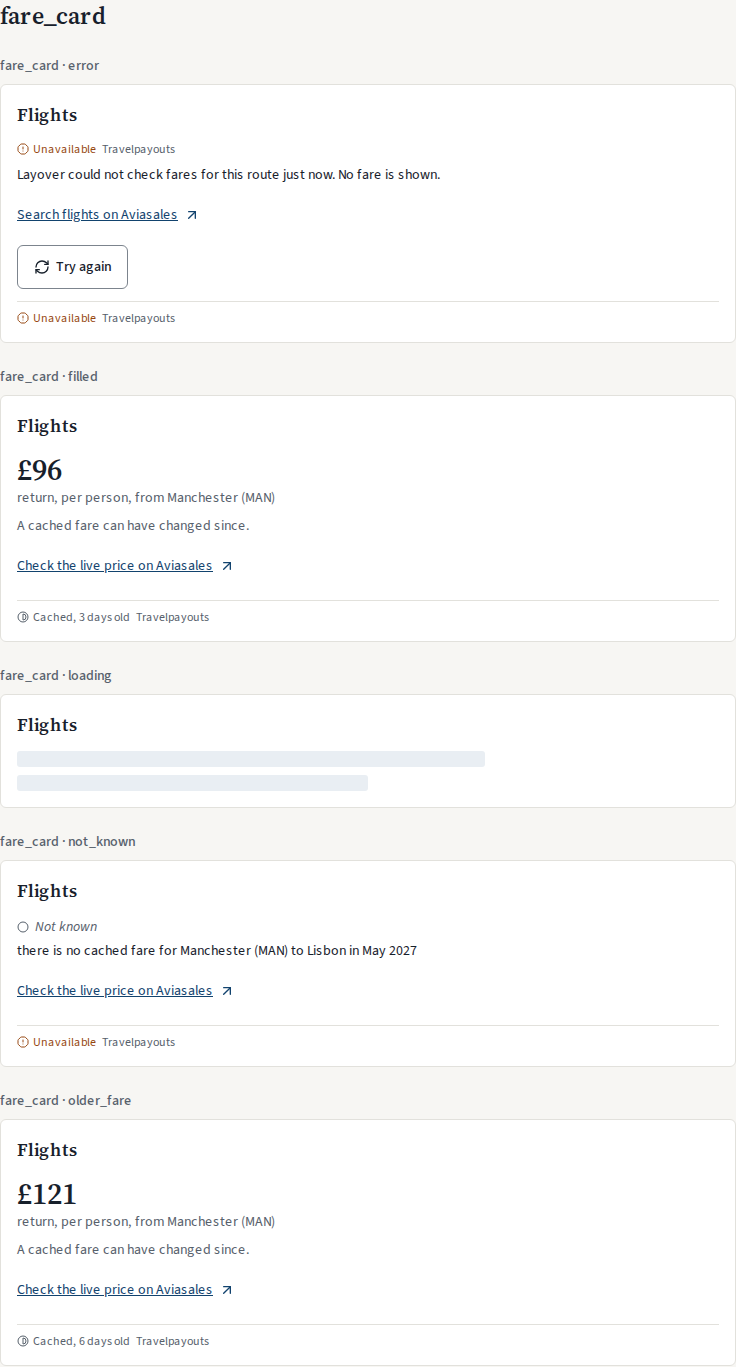 fare_card
fare_card · error
Flights
Unavailable Travelpayouts
Layover could not check fares for this route just now. No fare is shown.
Search flights on Aviasales
Try again
Unavailable Travelpayouts
fare_card · filled
Flights
£96
return, per person, from Manchester (MAN)
A cached fare can have changed since.
Check the live price on Aviasales
Cached, 3 days old Travelpayouts
fare_card · loading
Flights
fare_card · not_known
Flights
Not known
there is no cached fare for Manchester (MAN) to Lisbon in May 2027
Check the live price on Aviasales
Unavailable Travelpayouts
fare_card · older_fare
Flights
£121
return, per person, from Manchester (MAN)
A cached fare can have changed since.
Check the live price on Aviasales
Cached, 6 days old Travelpayouts